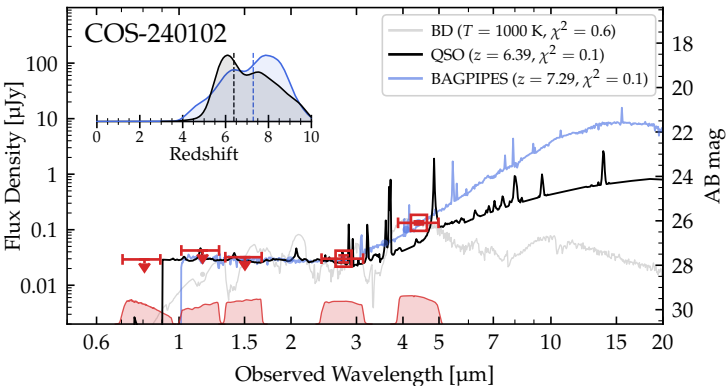 COS-240102
BD (T = 1000 K, χ² = 0.6)
QSO (z = 6.39, χ² = 0.1)
BAGPIPES (z = 7.29, χ² = 0.1)
0 2 4 6 8 10
Redshift
100
10
1
0.1
0.01
Flux Density [µJy]
18
20
22
24
26
28
30
AB mag
0.6 1 2 3 4 5 7 10 15 20
Observed Wavelength [µm]